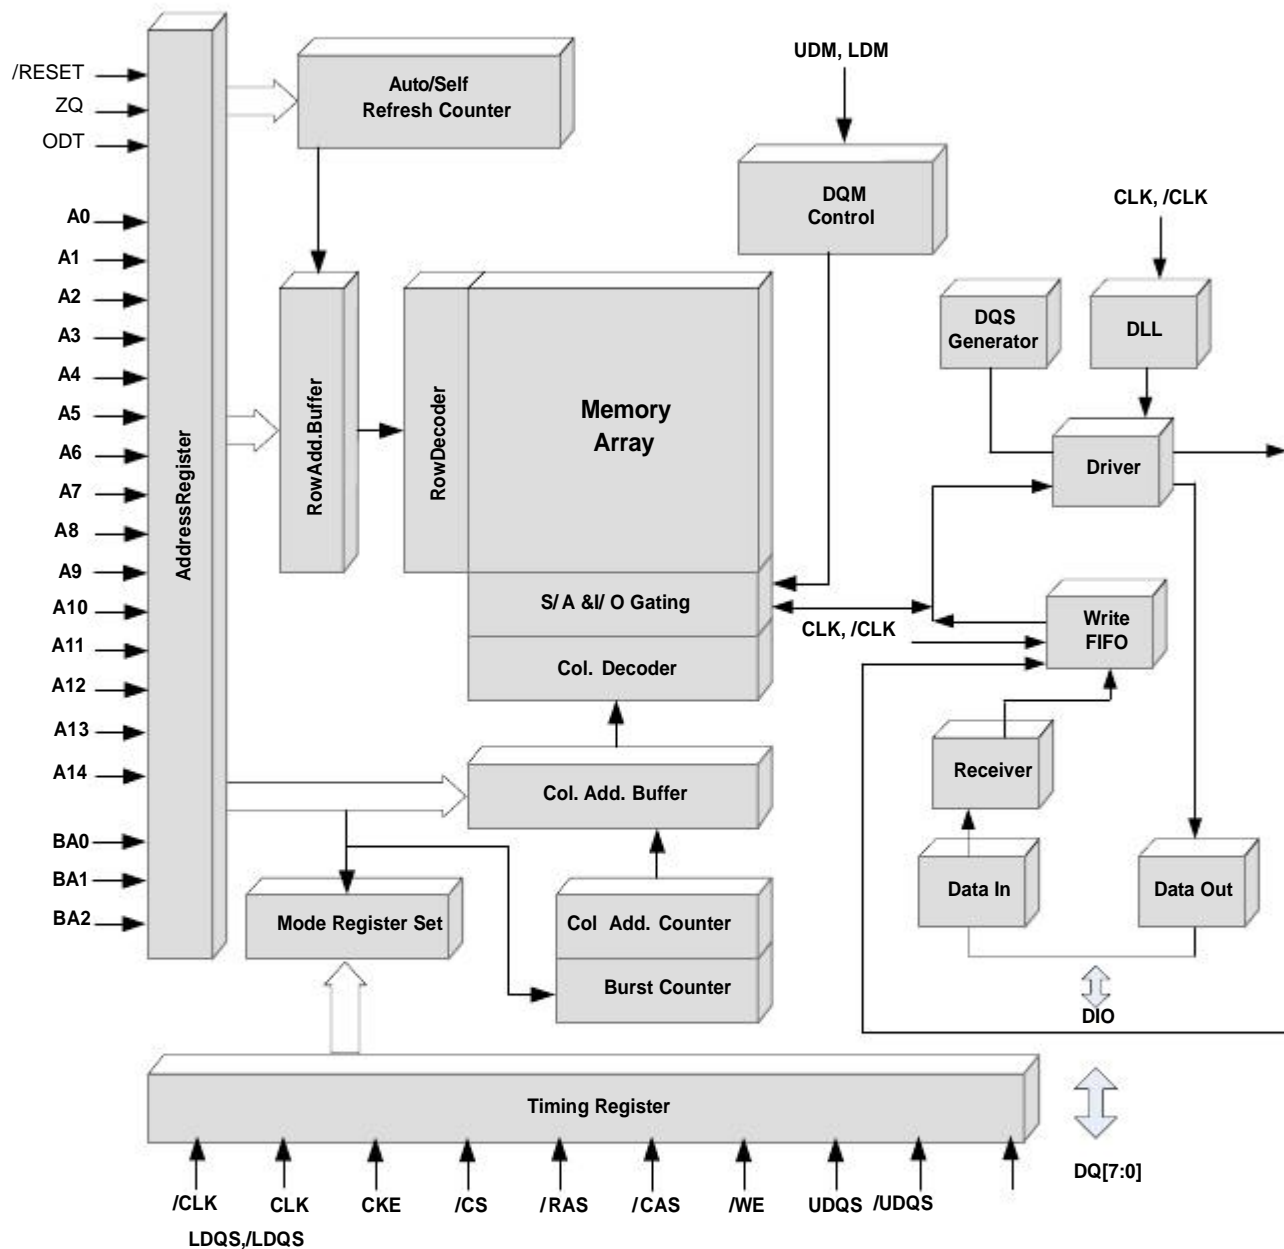 /RESET
ZQ
ODT
A0
A1
A2
A3
A4
A5
A6
A7
A8
A9
A10
A11
A12
A13
A14
BA0
BA1
BA2
AddressRegister
Auto/Self
Refresh Counter
RowAdd.Buffer
RowDecoder
Memory
Array
S/ A &I/ O Gating
Col. Decoder
Col. Add. Buffer
Col Add. Counter
Burst Counter
Mode Register Set
UDM, LDM
DQM
Control
CLK, /CLK
DQS
Generator
DLL
Driver
CLK, /CLK
Write
FIFO
Receiver
Data In
Data Out
DIO
Timing Register
DQ[7:0]
/CLK
CLK
CKE
/CS
/RAS
/CAS
/WE
UDQS
/UDQS
LDQS,/LDQS